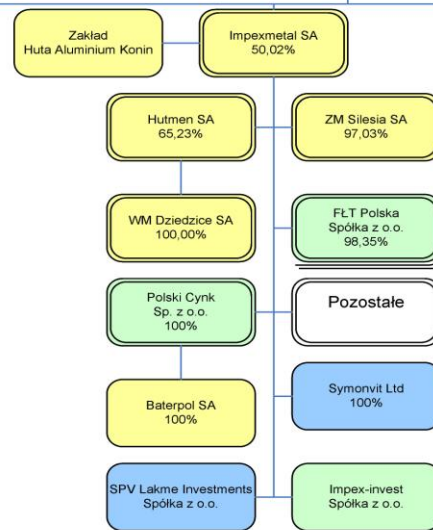 Zakład
Huta Aluminium Konin
Impexmetal SA
50,02%
Hutmen SA
65,23%
ZM Silesia SA
97,03%
WM Dziedzice SA
100,00%
FŁT Polska
Spółka z o.o.
98,35%
Polski Cynk
Sp. z o.o.
100%
Pozostałe
Baterpol SA
100%
Symonvit Ltd
100%
SPV Lakme Investments
Spółka z o.o.
Impex-invest
Spółka z o.o.